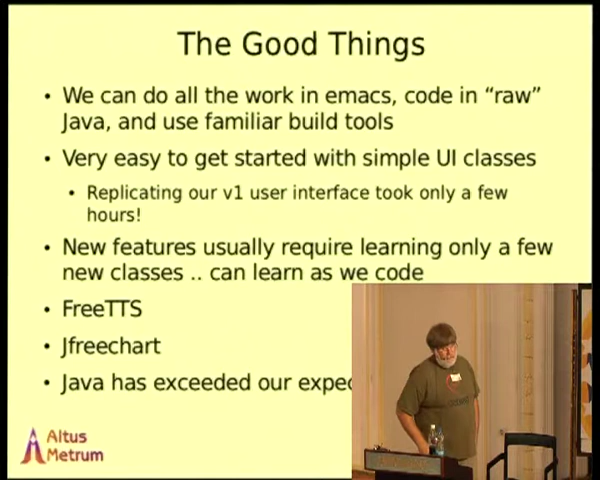 The Good Things
• We can do all the work in emacs, code in “raw”
Java, and use familiar build tools
• Very easy to get started with simple UI classes
• Replicating our v1 user interface took only a few
hours!
• New features usually require learning only a few
new classes .. can learn as we code
• FreeTTS
• Jfreechart
• Java has exceeded our
Altus
Metrum